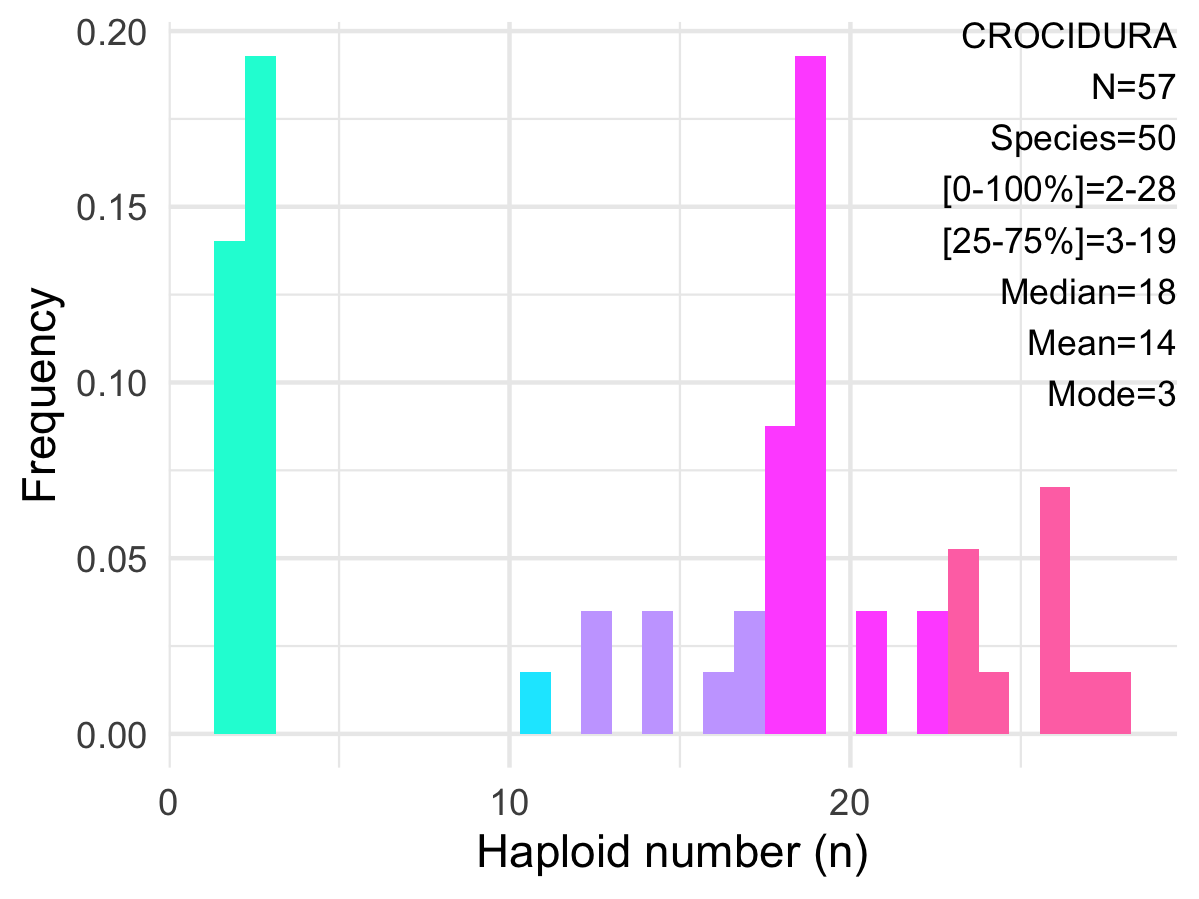 CROCIDURA
N=57
Species=50
[0-100%]=2-28
[25-75%]=3-19
Median=18
Mean=14
Mode=3
Frequency
0.20
0.15
0.10
0.05
0.00
0
10
20
Haploid number (n)